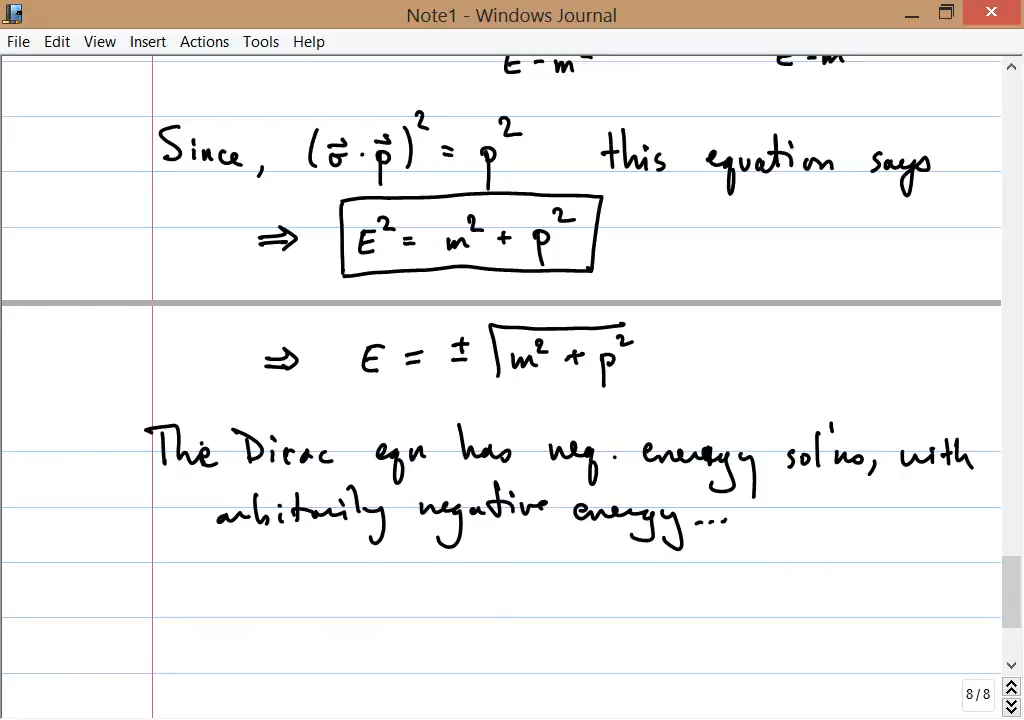 Note1 - Windows Journal
File Edit View Insert Actions Tools Help
E - m E - m
Since, (σ⃗ · p⃗)² = p² this equation says
⇒ E² = m² + p²
⇒ E = ± √m² + p²
The Dirac eqn has neg. energy sol'ns, with
arbitrarily negative energy...
8 / 8